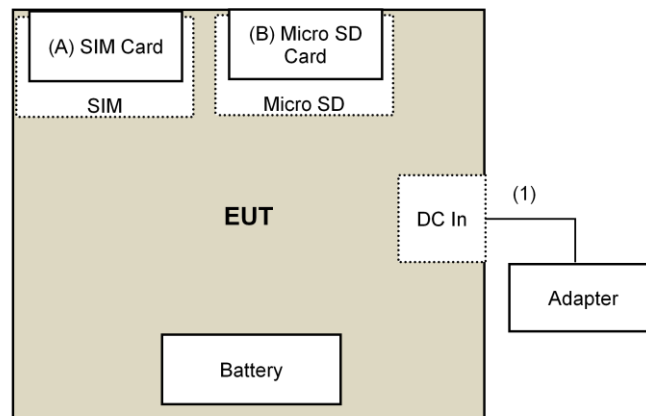 (A) SIM Card
SIM
(B) Micro SD
Card
Micro SD
EUT
DC In
(1)
Adapter
Battery